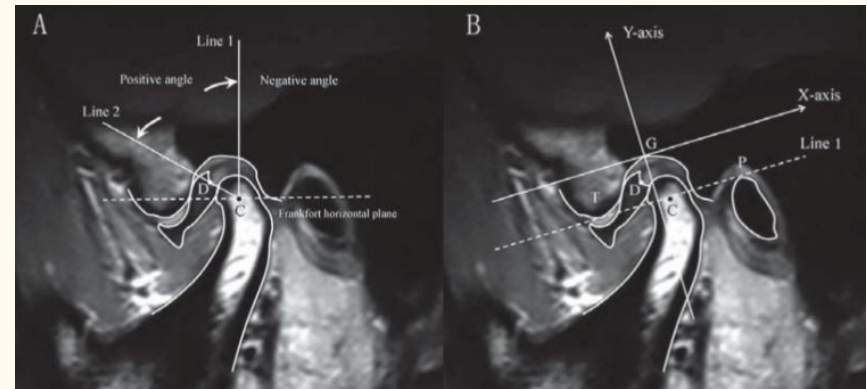 A
Line 1
Positive angle
Negative angle
Line 2
D
C
Frankfort horizontal plane
B
Y-axis
X-axis
Line 1
G
P
T
D
C